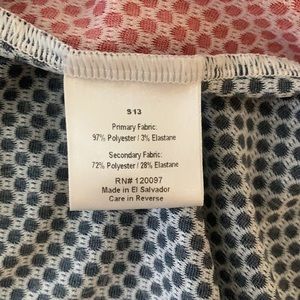 S13
Primary Fabric:
97% Polyester / 3% Elastane
Secondary Fabric:
72% Polyester / 28% Elastane
RN# 120097
Made in El Salvador
Care in Reverse